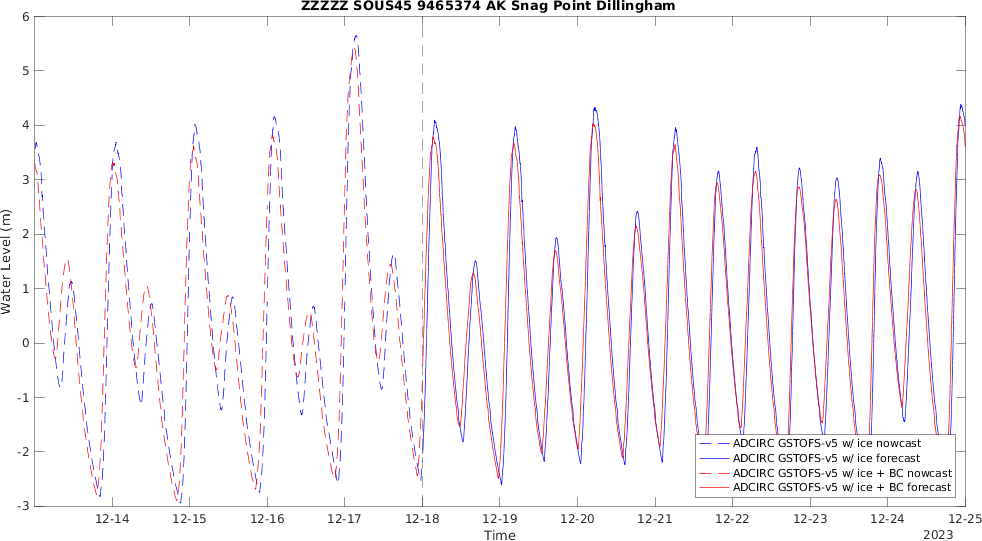 ZZZZZ SOUS45 9465374 AK Snag Point Dillingham
Water Level (m)
6
5
4
3
2
1
0
-1
-2
-3
ADCIRC GSTOFS-v5 w/ ice nowcast
ADCIRC GSTOFS-v5 w/ ice forecast
ADCIRC GSTOFS-v5 w/ ice + BC nowcast
ADCIRC GSTOFS-v5 w/ ice + BC forecast
12-14 12-15 12-16 12-17 12-18 12-19 12-20 12-21 12-22 12-23 12-24 12-25
Time
2023